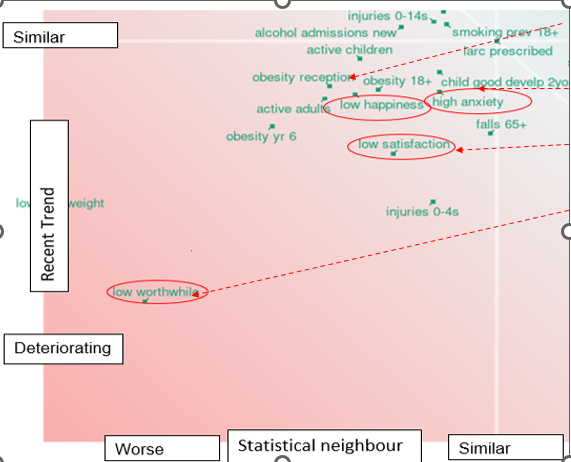 injuries 0-14s
Similar
alcohol admissions new
smoking prev 18+
active children
larc prescribed
obesity reception
obesity 18+
child good develp 2yo
low happiness
high anxiety
active adults
falls 65+
obesity yr 6
low satisfaction
Recent Trend
lo
weight
injuries 0-4s
low worthwhile
Deteriorating
Worse
Statistical neighbour
Similar